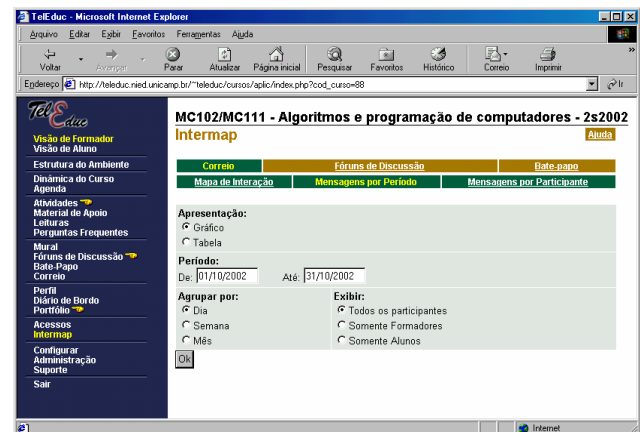 TelEduc - Microsoft Internet Explorer
Arquivo Editar Exibir Favoritos Ferramentas Ajuda
Voltar Avançar Parar Atualizar Página inicial Pesquisar Favoritos Histórico Correio Imprimir »
Endereço http://teleduc.nied.unicamp.br/~teleduc/cursos/aplic/index.php?cod_curso=88 Ir
TelEduc
MC102/MC111 - Algoritmos e programação de computadores - 2s2002
Intermap Ajuda
Visão de Formador
Visão de Aluno
Estrutura do Ambiente
Dinâmica do Curso
Agenda
Atividades
Material de Apoio
Leituras
Perguntas Frequentes
Mural
Fóruns de Discussão
Bate-Papo
Correio
Perfil
Diário de Bordo
Portfólio
Acessos
Intermap
Configurar
Administração
Suporte
Sair
Correio Fóruns de Discussão Bate-papo
Mapa de Interação Mensagens por Período Mensagens por Participante
Apresentação:
Gráfico
Tabela
Período:
De: 01/10/2002 Até: 31/10/2002
Agrupar por: Exibir:
Dia Todos os participantes
Semana Somente Formadores
Mês Somente Alunos
Ok
Internet